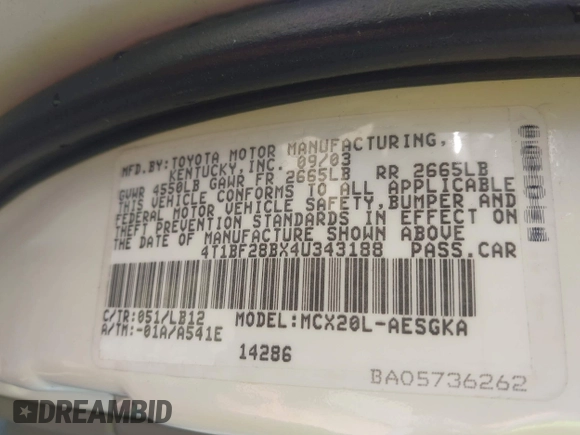 MFD.BY:TOYOTA MOTOR MANUFACTURING,
KENTUCKY,INC. 09/03
GVWR 4550LB GAWR FR 2665LB RR 2665LB
THIS VEHICLE CONFORMS TO ALL APPLICABLE
FEDERAL MOTOR VEHICLE SAFETY,BUMPER AND
THEFT PREVENTION STANDARDS IN EFFECT ON
THE DATE OF MANUFACTURE SHOWN ABOVE
4T1BF28BX4U343188 PASS.CAR
C/TR:051/LB12 MODEL:MCX20L-AESGKA
A/TM:-01A/A541E
14286
BA05736262
DREAMBID